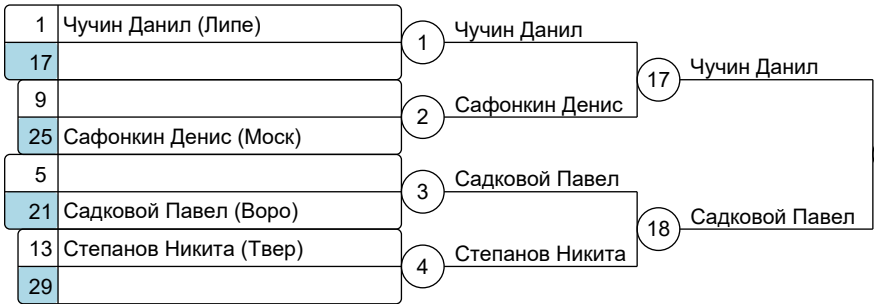 1 Чучин Данил (Липе)
17
1 Чучин Данил
9
25 Сафонкин Денис (Моск)
2 Сафонкин Денис
17 Чучин Данил
5
21 Садковой Павел (Воро)
3 Садковой Павел
13 Степанов Никита (Твер)
29
4 Степанов Никита
18 Садковой Павел